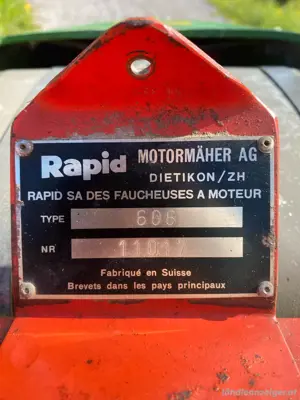 Rapid MOTORMÄHER AG
DIETIKON/ZH
RAPID SA DES FAUCHEUSES A MOTEUR
TYPE 606
NR
Fabriqué en Suisse
Brevets dans les pays principaux